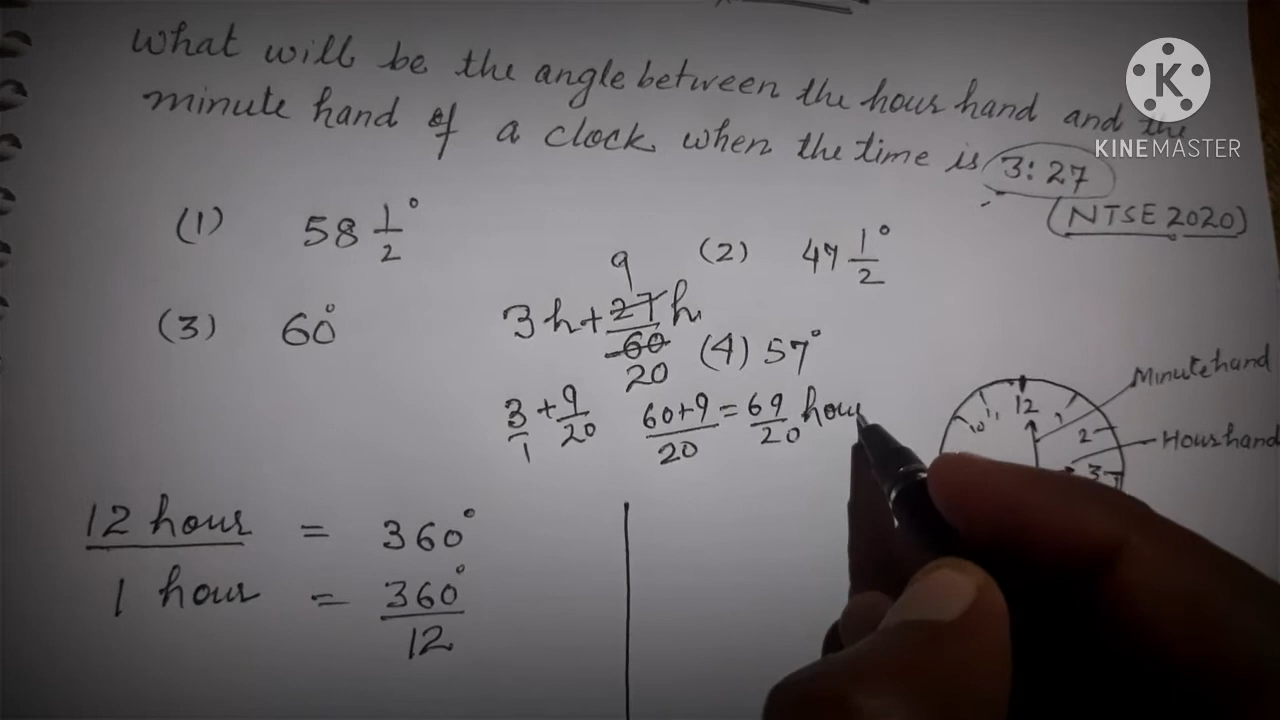 What will be the angle between the hour hand and the
minute hand of a clock when the time is 3:27
(NTSE 2020)
(1) 58 1/2°
(2) 47 1/2°
(3) 60°
(4) 57°
9
3h + 27/60 h
20
3/1 + 9/20 60+9/20 = 69/20 hour
12 hour = 360°
1 hour = 360°/12
Minute hand
Hour hand
10 11 12 1 2 3
K
KINEMASTER